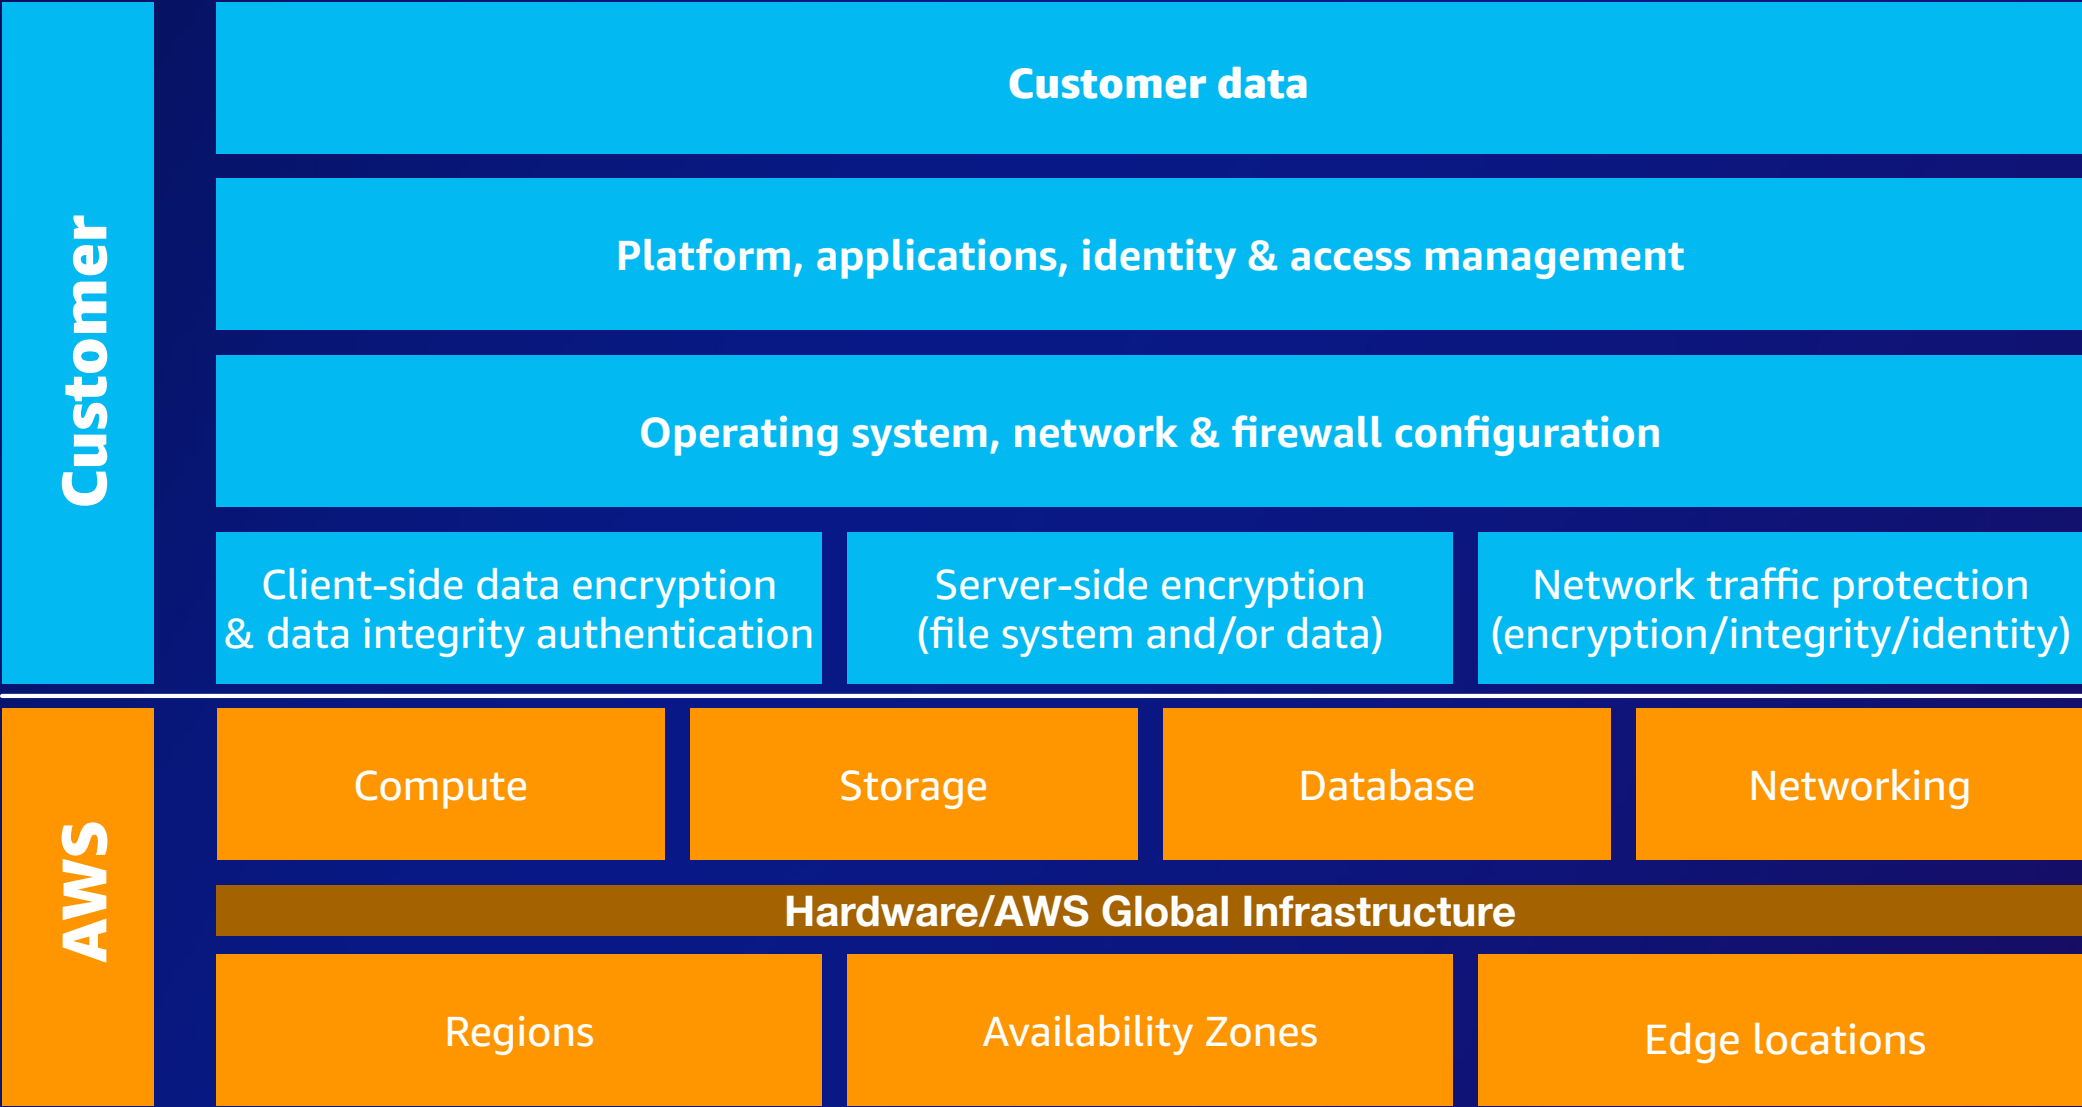 Customer
Customer data
Platform, applications, identity & access management
Operating system, network & firewall configuration
Client-side data encryption
& data integrity authentication
Server-side encryption
(file system and/or data)
Network traffic protection
(encryption/integrity/identity)
AWS
Compute
Storage
Database
Networking
Hardware/AWS Global Infrastructure
Regions
Availability Zones
Edge locations